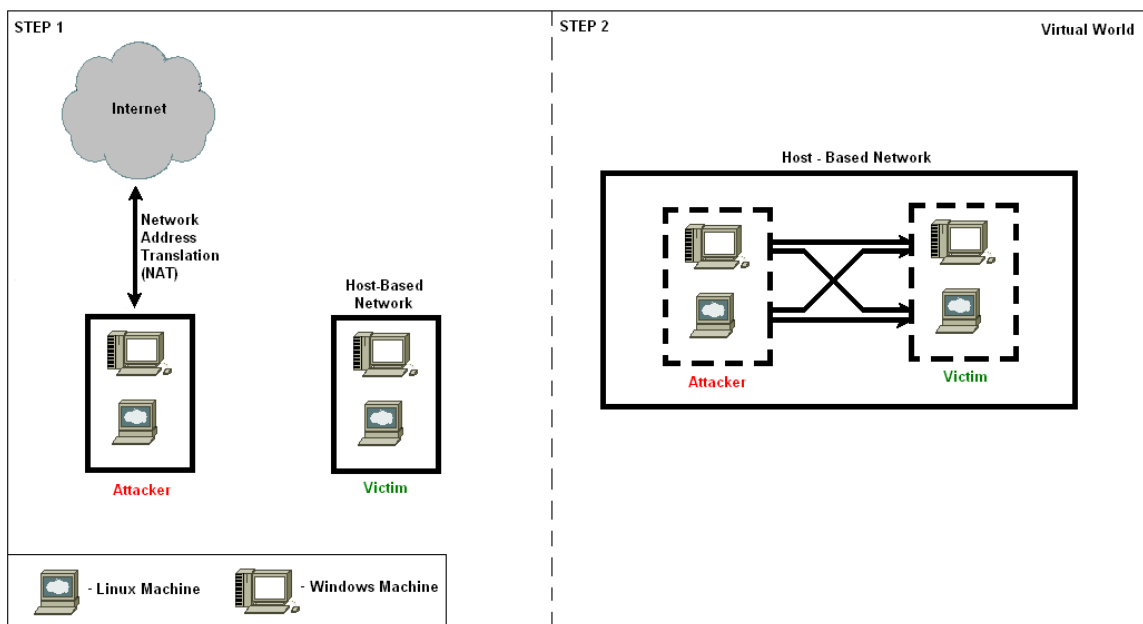 STEP 1
Internet
Network
Address
Translation
(NAT)
Host-Based
Network
Attacker
Victim
- Linux Machine
- Windows Machine
STEP 2
Virtual World
Host - Based Network
Attacker
Victim